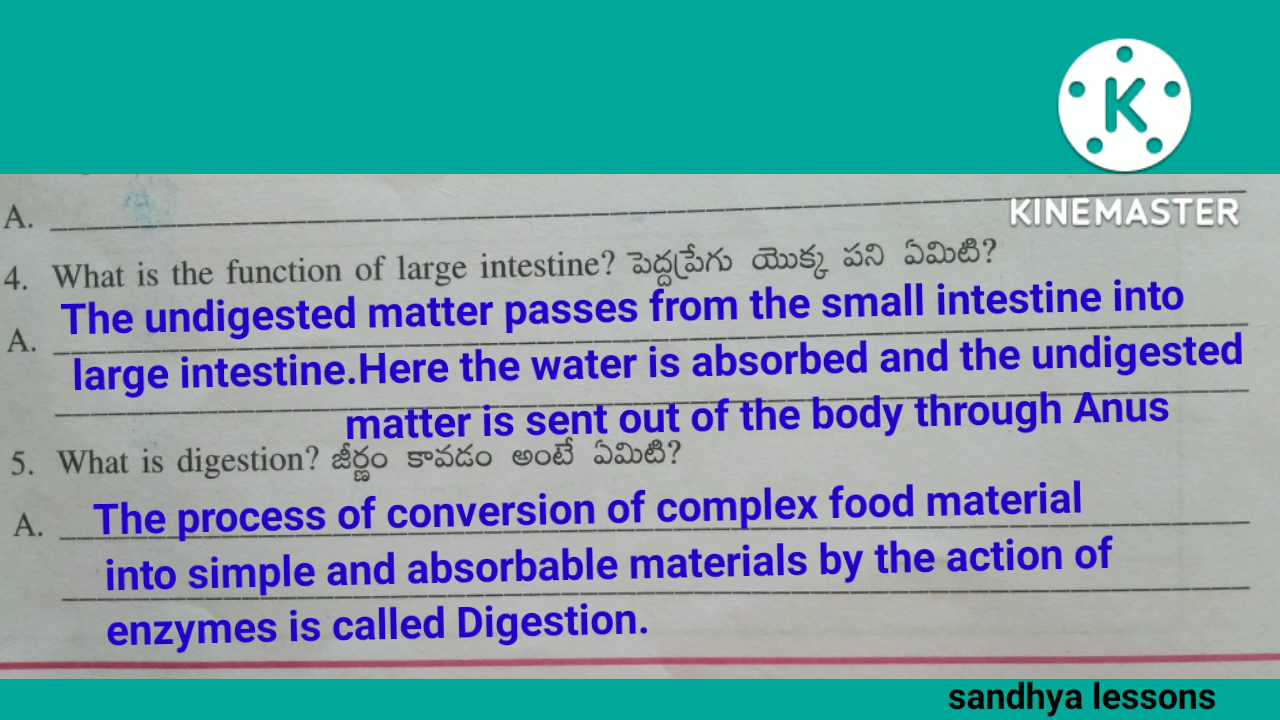 K
KINEMASTER
A.
4. What is the function of large intestine? పెద్దప్రేగు యొక్క పని ఏమిటి?
The undigested matter passes from the small intestine into
A.
large intestine.Here the water is absorbed and the undigested
matter is sent out of the body through Anus
5. What is digestion? జీర్ణం కావడం అంటే ఏమిటి?
A. The process of conversion of complex food material
into simple and absorbable materials by the action of
enzymes is called Digestion.
sandhya lessons